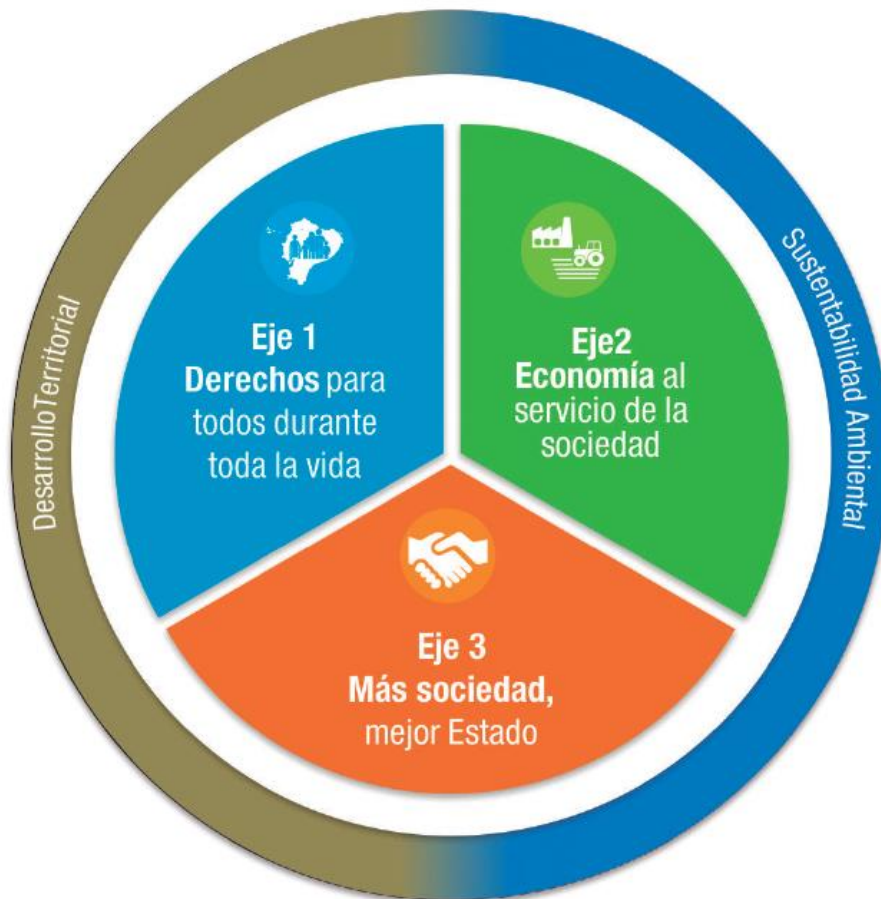 Eje 1
Derechos para
todos durante
toda la vida
Eje2
Economía al
servicio de la
sociedad
Eje 3
Más sociedad,
mejor Estado
DesarrolloTerritorial
Sustentabilidad Ambiental